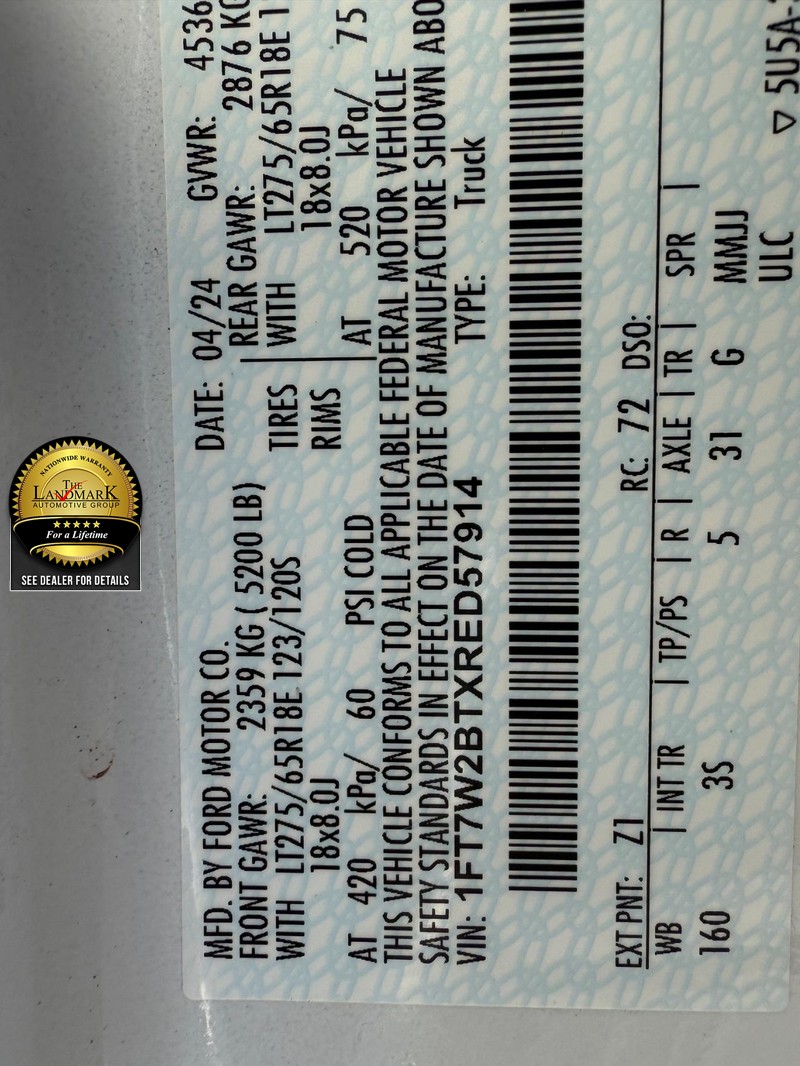 MFD. BY FORD MOTOR CO. DATE: 04/24 GVWR: 4536
FRONT GAWR: 2359 KG ( 5200 LB) REAR GAWR: 2876 KG
WITH LT275/65R18E 123/120S TIRES WITH LT275/65R18E 1
18x8.0J RIMS 18x8.0J
AT 420 kPa/ 60 PSI COLD AT 520 kPa/ 75
THIS VEHICLE CONFORMS TO ALL APPLICABLE FEDERAL MOTOR VEHICLE
SAFETY STANDARDS IN EFFECT ON THE DATE OF MANUFACTURE SHOWN ABO
VIN: 1FT7W2BTXRED57914 TYPE: Truck
EXT PNT: Z1 RC: 72 DSO:
WB | INT TR | TP/PS | R | AXLE | TR | SPR |
160 3S 5 31 G MMJJ
ULC
▽ 5U5A-
NATIONWIDE WARRANTY
THE
LANDMARK
AUTOMOTIVE GROUP
For a Lifetime
SEE DEALER FOR DETAILS